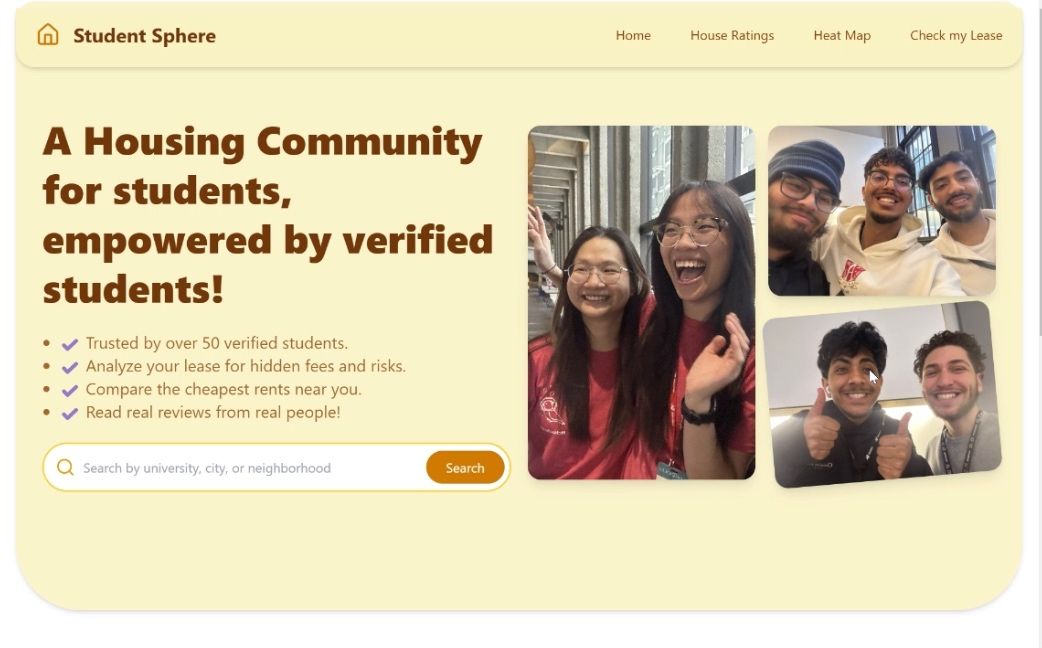 Student Sphere
Home
House Ratings
Heat Map
Check my Lease
A Housing Community
for students,
empowered by verified
students!
Trusted by over 50 verified students.
Analyze your lease for hidden fees and risks.
Compare the cheapest rents near you.
Read real reviews from real people!
Search by university, city, or neighborhood
Search